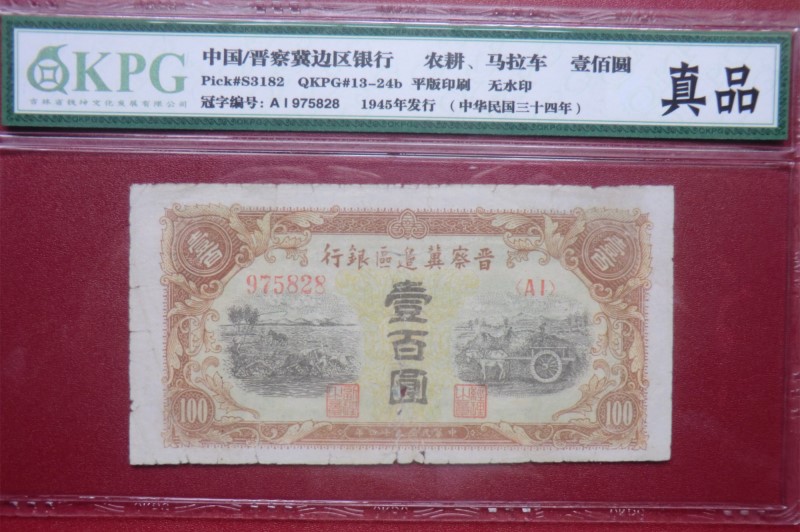 QKPG
中国/晋察冀边区银行 农耕、马拉车 壹佰圆
Pick#S3182 QKPG#13-24b 平版印刷 无水印
冠字编号: A I 975828 1945年发行 (中华民国三十四年)
真品
行銀區邊冀察晋
975828
(AI)
壹百圓
100
100